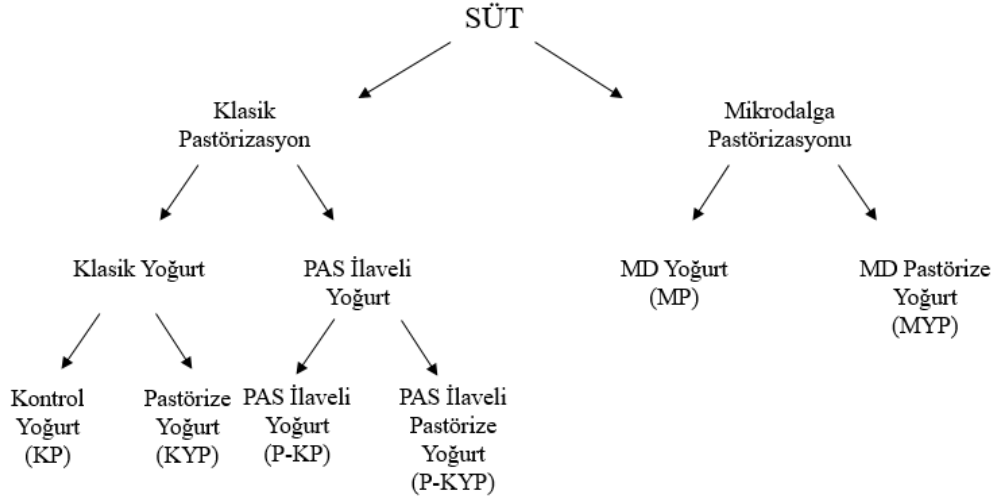 SÜT
Klasik
Pastörizasyon
Mikrodalga
Pastörizasyonu
Klasik Yoğurt
PAS İlaveli
Yoğurt
MD Yoğurt
(MP)
MD Pastörize
Yoğurt
(MYP)
Kontrol
Yoğurt
(KP)
Pastörize
Yoğurt
(KYP)
PAS İlaveli
Yoğurt
(P-KP)
PAS İlaveli
Pastörize
Yoğurt
(P-KYP)